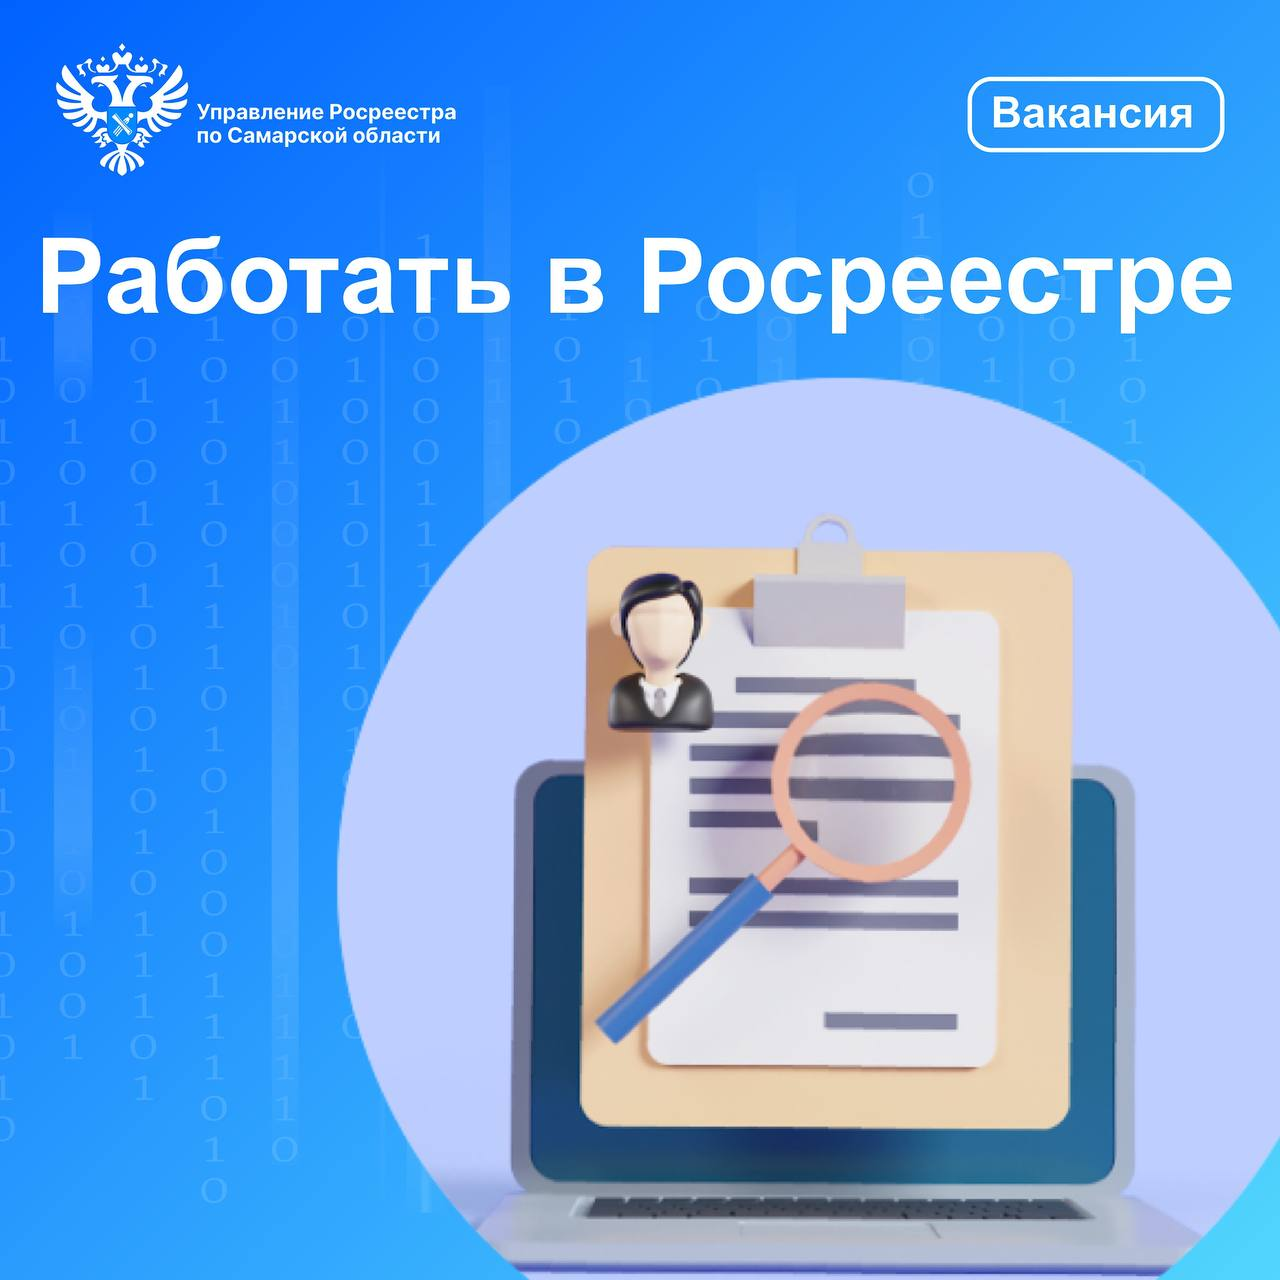 Управление Росреестра
по Самарской области
Вакансия
Работать в Росреестре